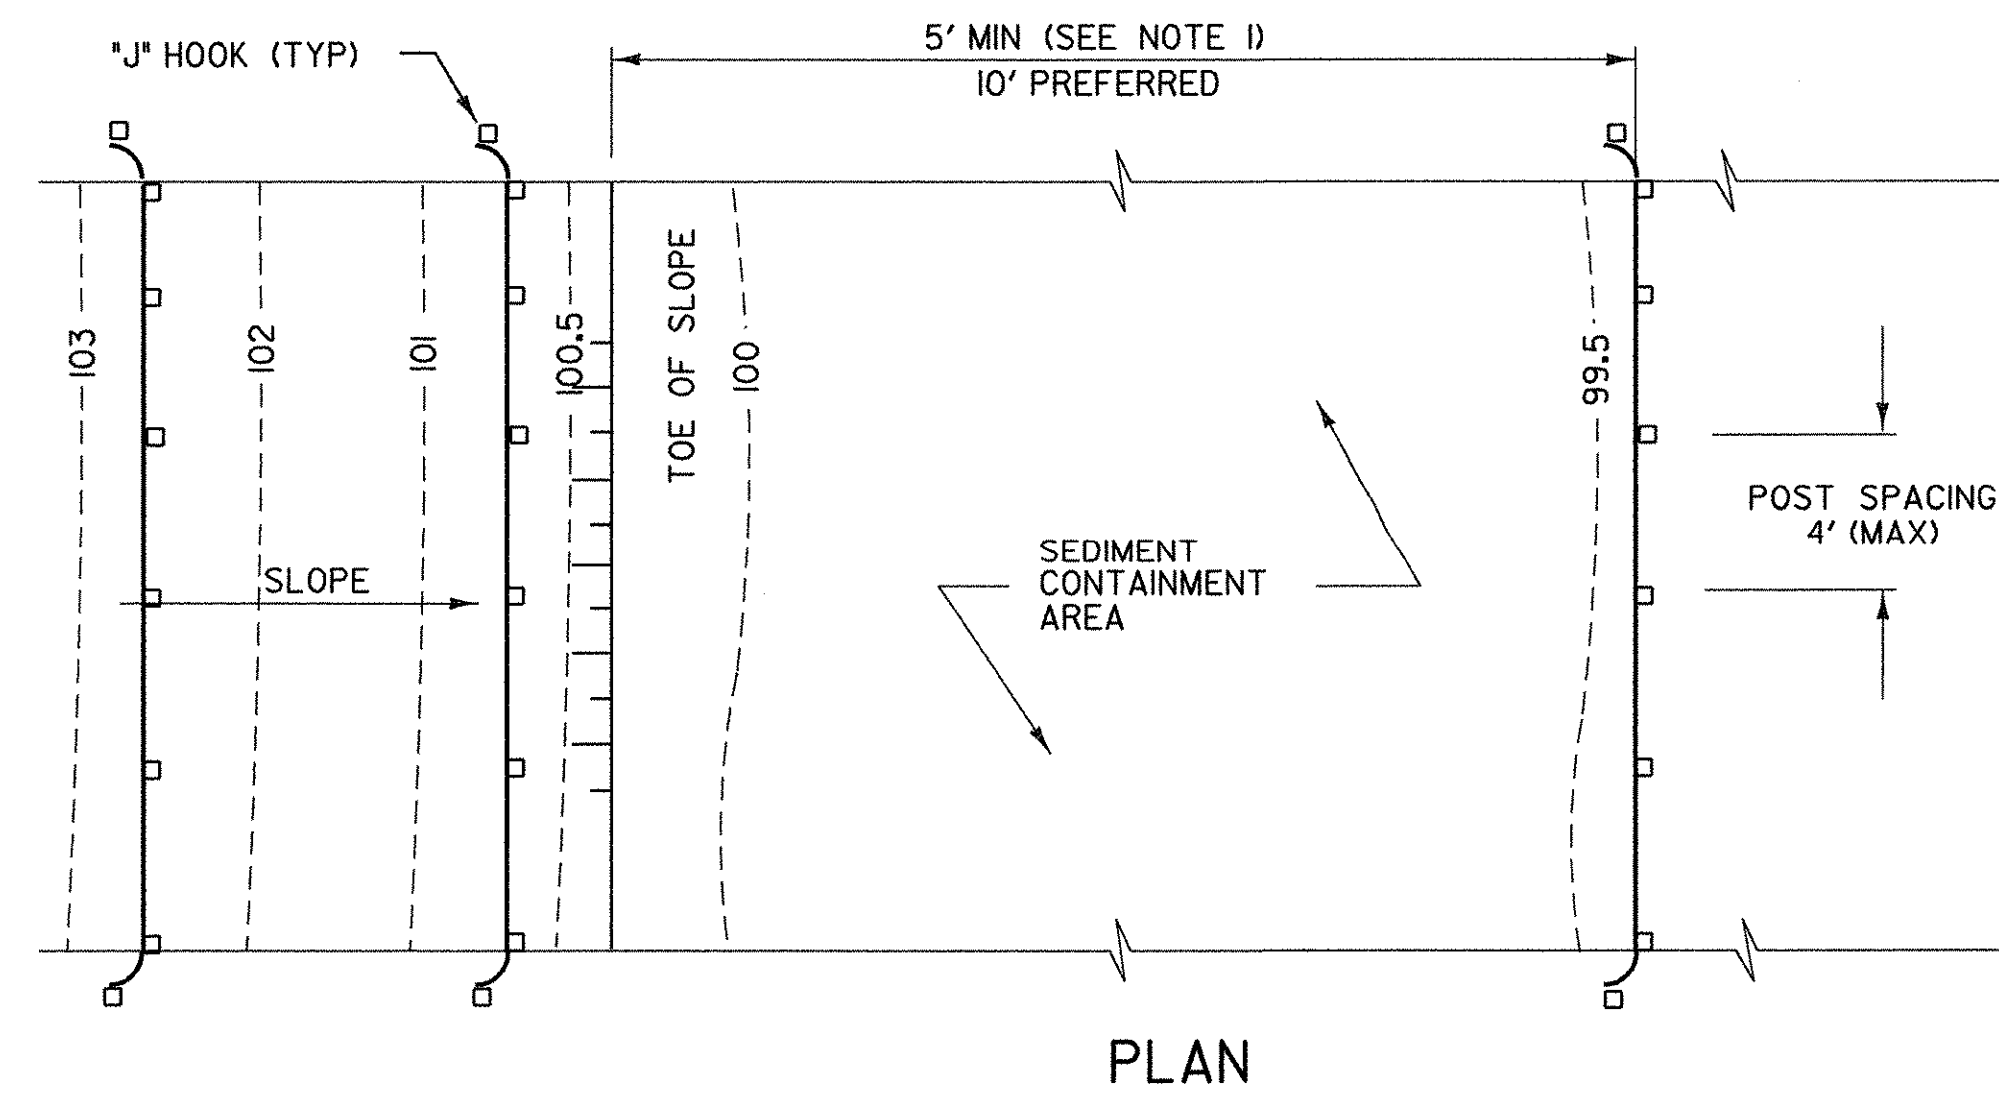 "J" HOOK (TYP)
5' MIN (SEE NOTE 1)
10' PREFERRED
103
102
101
100.5
TOE OF SLOPE
100
99.5
SLOPE
SEDIMENT
CONTAINMENT
AREA
POST SPACING
4' (MAX)
PLAN